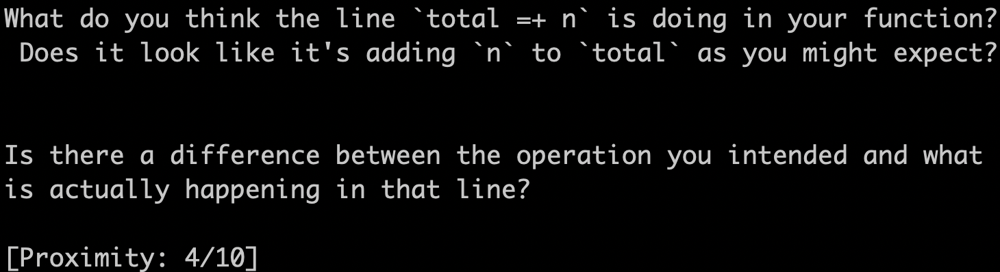 What do you think the line `total =+ n` is doing in your function?
Does it look like it's adding `n` to `total` as you might expect?
Is there a difference between the operation you intended and what
is actually happening in that line?
[Proximity: 4/10]